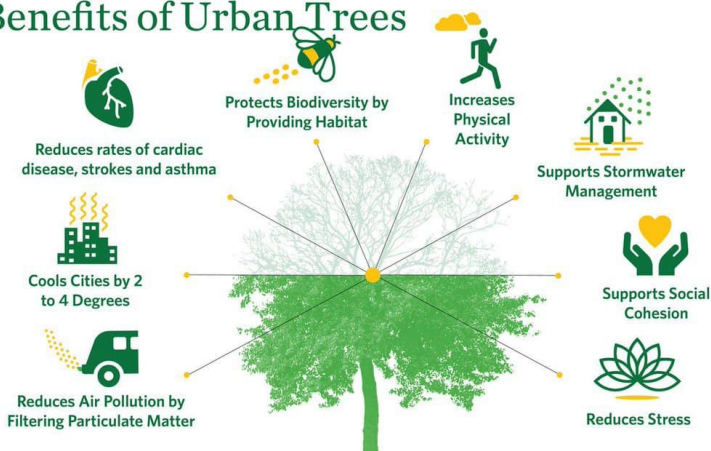 Benefits of Urban Trees
Protects Biodiversity by
Providing Habitat
Increases
Physical
Activity
Reduces rates of cardiac
disease, strokes and asthma
Supports Stormwater
Management
Cools Cities by 2
to 4 Degrees
Supports Social
Cohesion
Reduces Air Pollution by
Filtering Particulate Matter
Reduces Stress